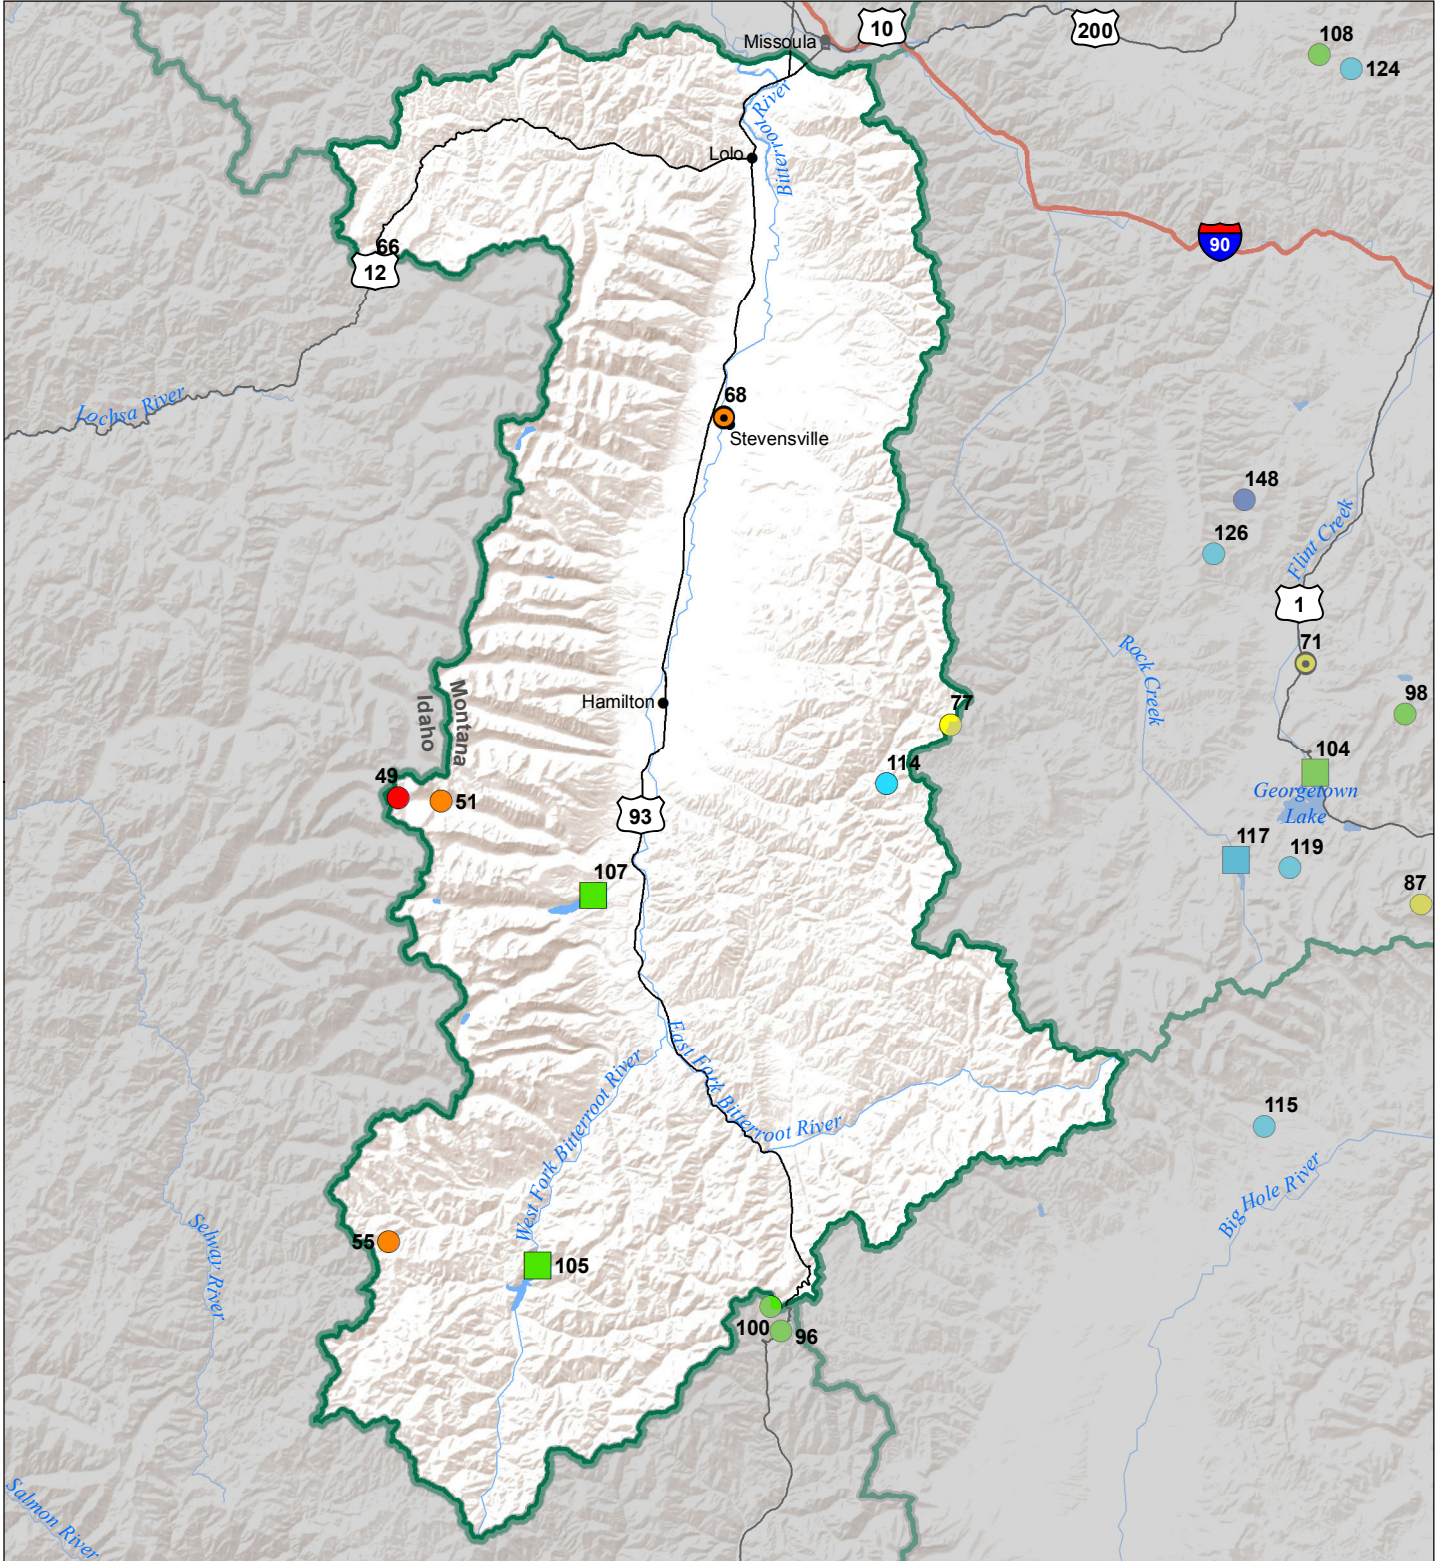 10
200
108
Missoula
124
Bitterroot River
Lolo
66
12
90
Lochsa River
68
Stevensville
148
126
Flint Creek
1
71
Rock Creek
Montana
Idaho
Hamilton
77
98
104
49
51
114
Georgetown
Lake
93
107
117
119
87
East Fork Bitterroot River
West Fork Bitterroot River
115
Big Hole River
Selway River
55
105
100
96
Salmon River